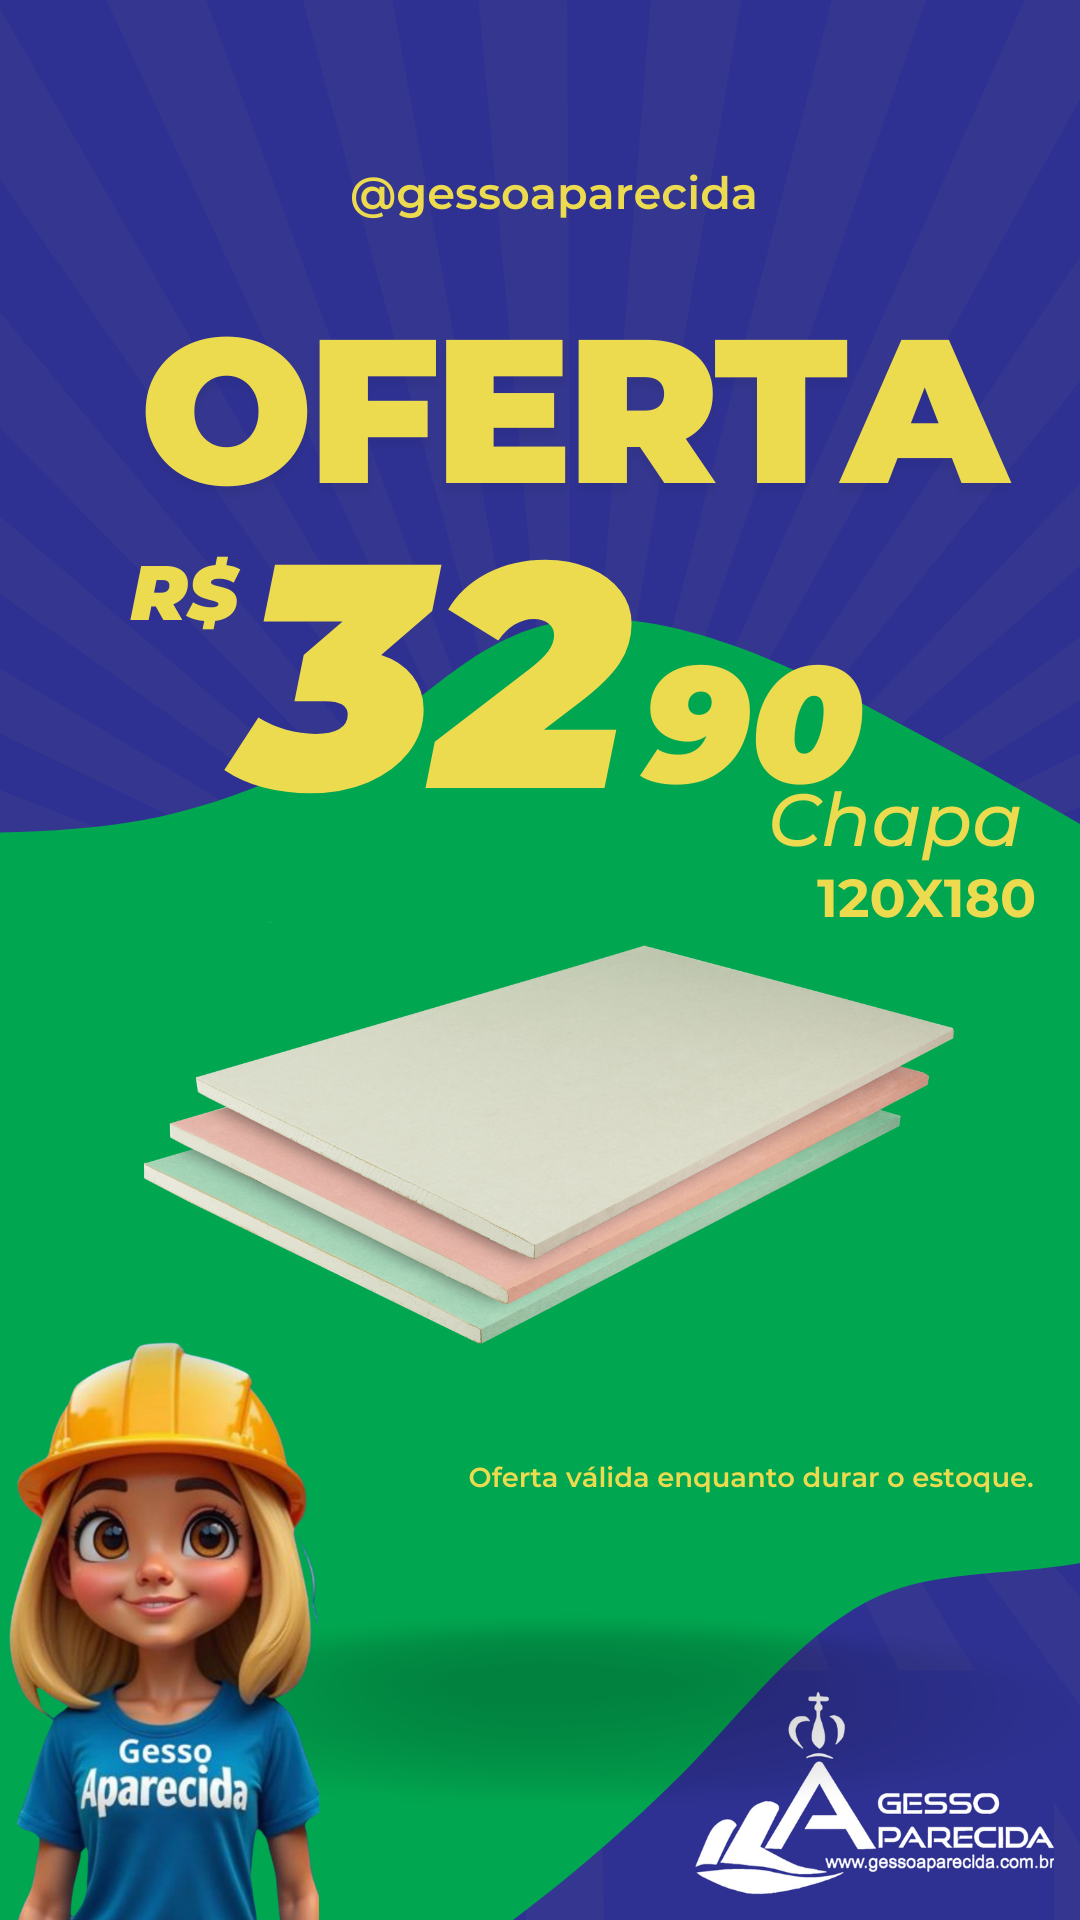 @gessoaparecida
OFERTA
R$ 32 90
Chapa
120X180
Oferta válida enquanto durar o estoque.
Gesso
Aparecida
GESSO
APARECIDA
www.gessoaparecida.com.br